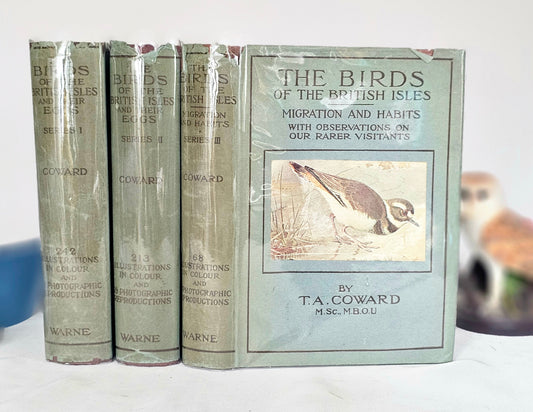 THE
BIRDS
OF THE
BRITISH ISLES
AND THEIR
EGGS
SERIES I
COWARD
242
ILLUSTRATIONS
IN COLOUR
AND
PHOTOGRAPHIC
REPRODUCTIONS
WARNE
THE
BIRDS
OF THE
BRITISH ISLES
AND THEIR
EGGS
SERIES II
COWARD
213
ILLUSTRATIONS
IN COLOUR
AND
PHOTOGRAPHIC
REPRODUCTIONS
WARNE
THE
BIRDS
OF THE
BRITISH ISLES
MIGRATION
AND HABITS
SERIES III
COWARD
68
ILLUSTRATIONS
IN COLOUR
AND
PHOTOGRAPHIC
REPRODUCTIONS
WARNE
THE BIRDS
OF THE BRITISH ISLES
MIGRATION AND HABITS
WITH OBSERVATIONS ON
OUR RARER VISITANTS
BY
T.A. COWARD
M.Sc., M.B.O.U